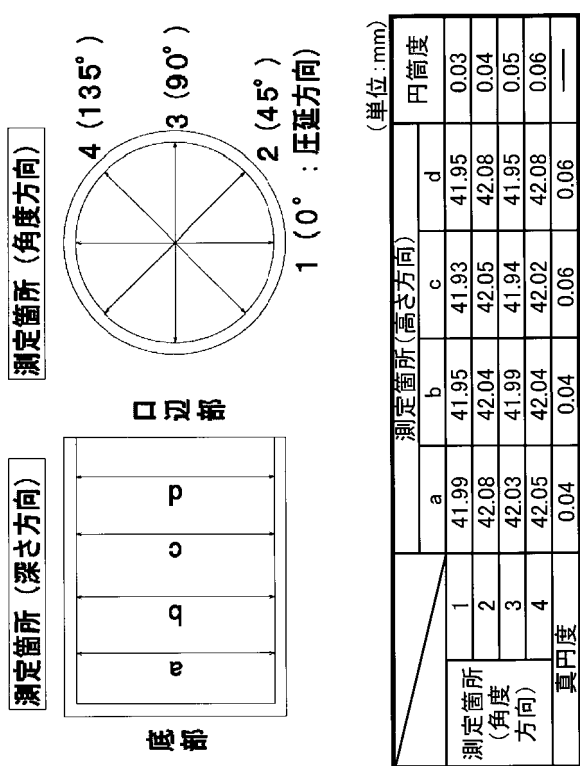 測定箇所（深さ方向）
底部
a
b
c
d
口辺部
測定箇所（角度方向）
4（135°）
3（90°）
2（45°）
1（0°：圧延方向）
（単位：mm）
測定箇所（高さ方向） 円筒度
a b c d
測定箇所（角度方向）
1 41.99 41.95 41.93 41.95 0.03
2 42.08 42.04 42.05 42.08 0.04
3 42.03 41.99 41.94 41.95 0.05
4 42.05 42.04 42.02 42.08 0.06
真円度 0.04 0.04 0.06 0.06 —